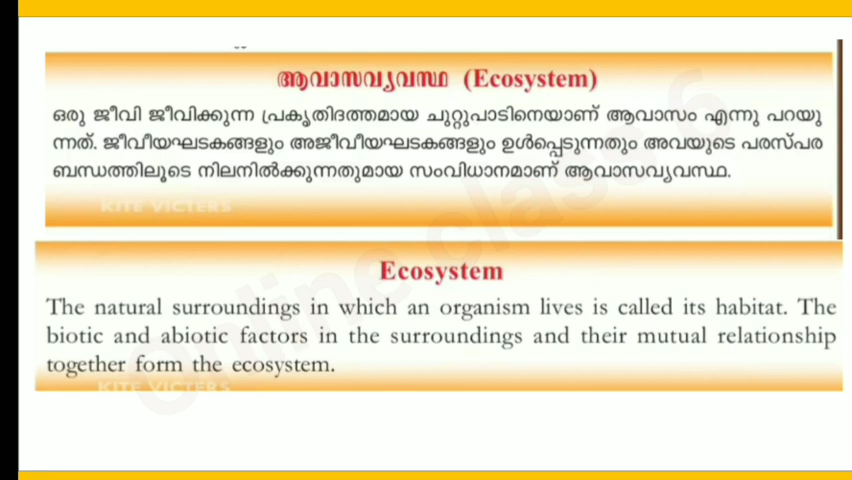 ആവാസവ്യവസ്ഥ (Ecosystem)
ഒരു ജീവി ജീവിക്കുന്ന പ്രകൃതിദത്തമായ ചുറ്റുപാടിനെയാണ് ആവാസം എന്നു പറയു
ന്നത്. ജീവീയഘടകങ്ങളും അജീവീയഘടകങ്ങളും ഉൾപ്പെടുന്നതും അവയുടെ പരസ്പര
ബന്ധത്തിലൂടെ നിലനിൽക്കുന്നതുമായ സംവിധാനമാണ് ആവാസവ്യവസ്ഥ.
KITE VICTERS
Ecosystem
The natural surroundings in which an organism lives is called its habitat. The
biotic and abiotic factors in the surroundings and their mutual relationship
together form the ecosystem.
KITE VICTERS
Online class 6